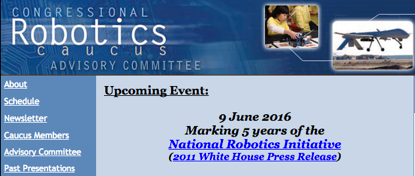 CONGRESSIONAL
Robotics
caucus
ADVISORY COMMITTEE
About
Schedule
Newsletter
Caucus Members
Advisory Committee
Past Presentations
Upcoming Event:
9 June 2016
Marking 5 years of the
National Robotics Initiative
(2011 White House Press Release)